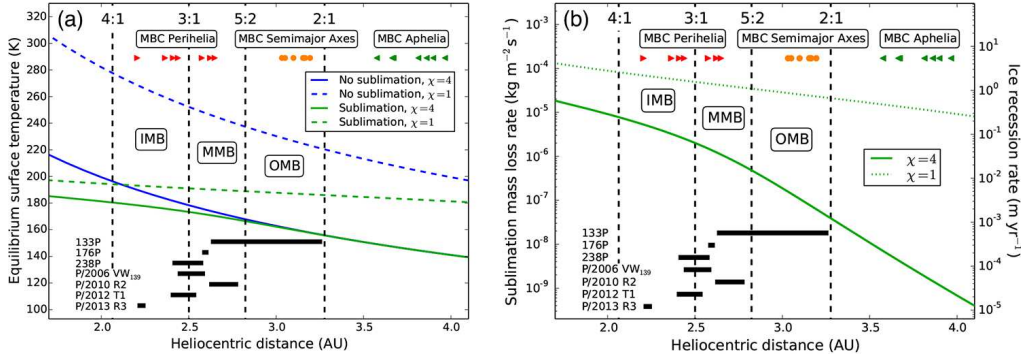 4:1 3:1 5:2 2:1
(a)
MBC Perihelia MBC Semimajor Axes MBC Aphelia
No sublimation, χ=4
No sublimation, χ=1
Sublimation, χ=4
Sublimation, χ=1
IMB
MMB
OMB
133P
176P
238P
P/2006 VW139
P/2010 R2
P/2012 T1
P/2013 R3
320
300
280
260
240
220
200
180
160
140
120
100
Equilibrium surface temperature (K)
2.0 2.5 3.0 3.5 4.0
Heliocentric distance (AU)
4:1 3:1 5:2 2:1
(b)
MBC Perihelia MBC Semimajor Axes MBC Aphelia
IMB
MMB
OMB
χ=4
χ=1
133P
176P
238P
P/2006 VW139
P/2010 R2
P/2012 T1
P/2013 R3
10⁻³
10⁻⁴
10⁻⁵
10⁻⁶
10⁻⁷
10⁻⁸
10⁻⁹
Sublimation mass loss rate (kg m⁻² s⁻¹)
10¹
10⁰
10⁻¹
10⁻²
10⁻³
10⁻⁴
10⁻⁵
Ice recession rate (m yr⁻¹)
2.0 2.5 3.0 3.5 4.0
Heliocentric distance (AU)